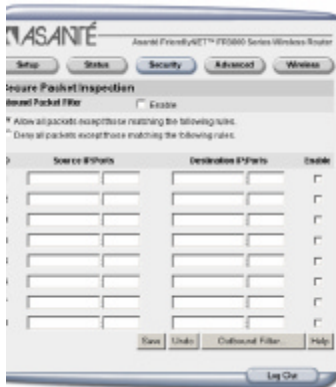 ASANTÉ
Asanté FriendlyNET™ FR3000 Series Wireless Router
Setup Status Security Advanced Wireless
Secure Packet Inspection
Inbound Packet Filter Enable
Allow all packets except those matching the following rules.
Deny all packets except those matching the following rules.
Source IP:Ports Destination IP:Ports Enable
Save Undo Outbound Filter... Help
Log Out